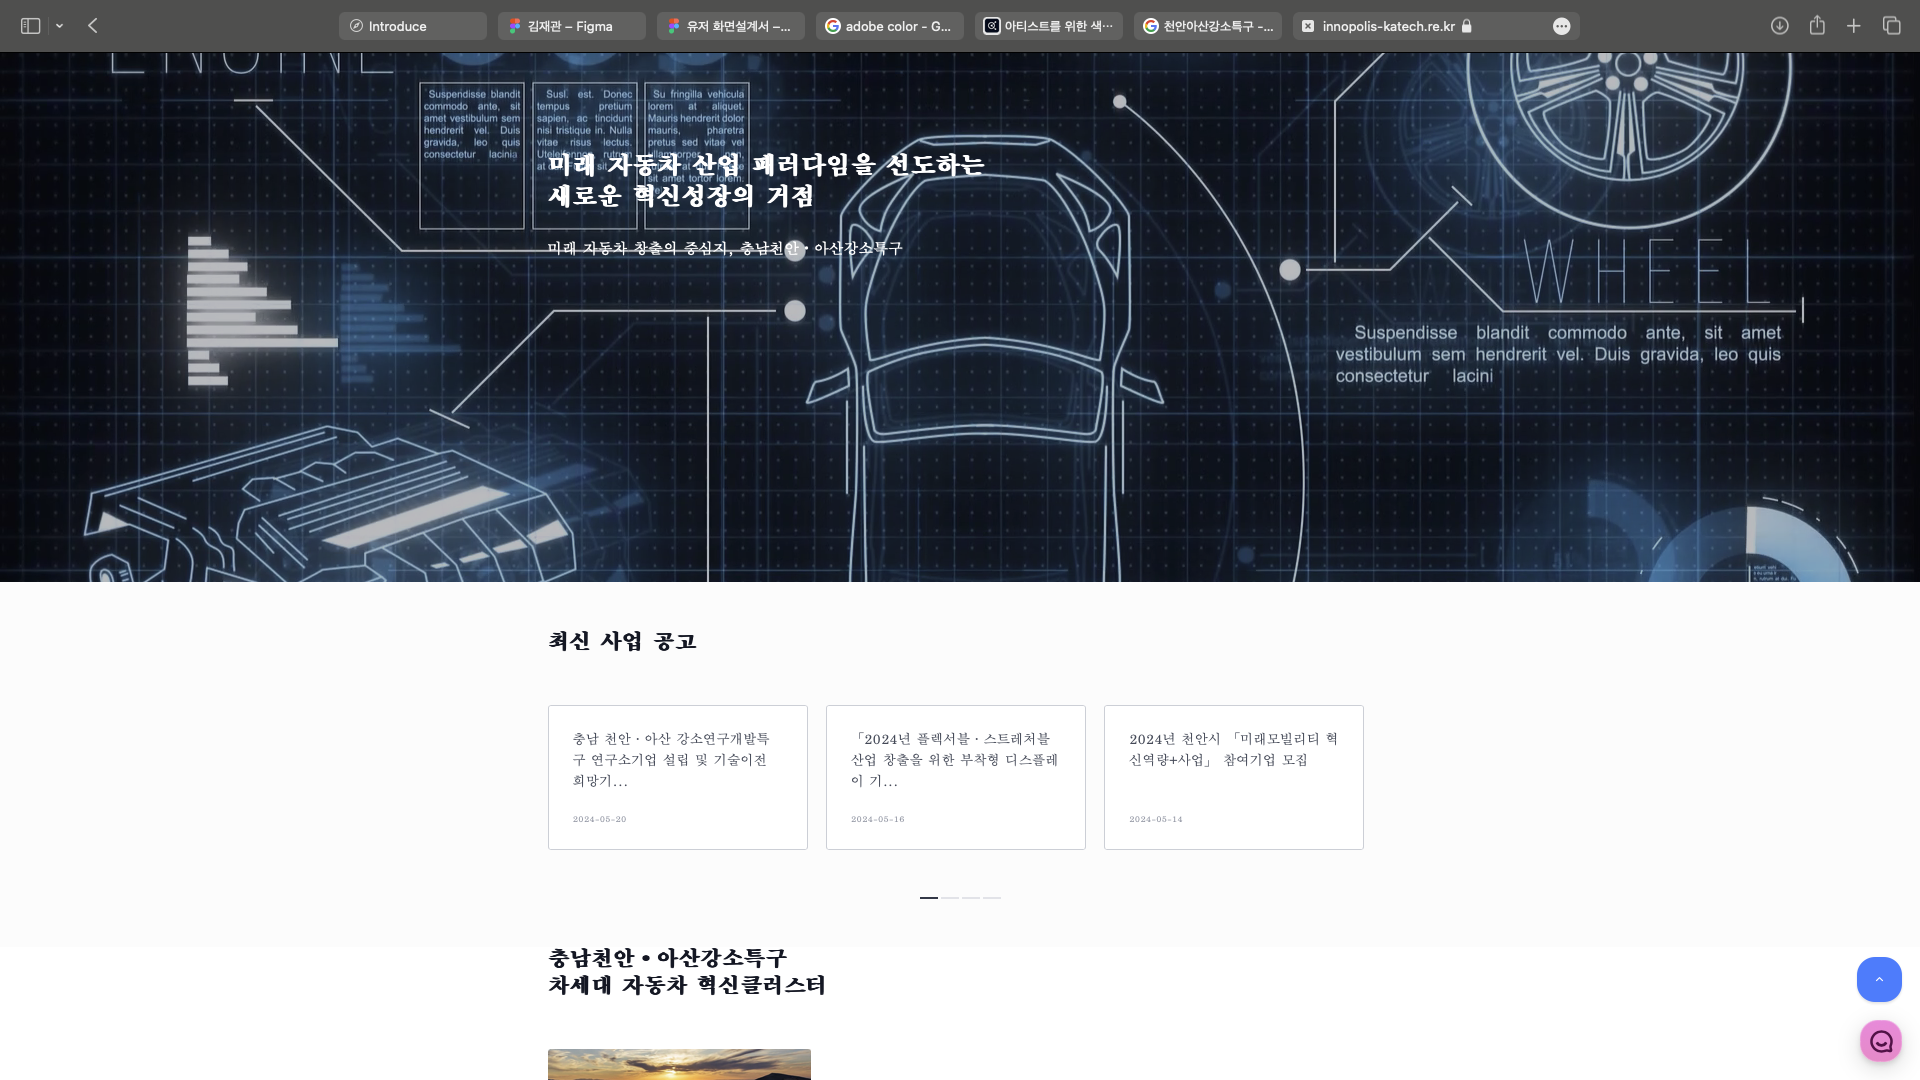 Introduce
김재관 – Figma
유저 화면설계서 –...
adobe color - G...
아티스트를 위한 색...
천안아산강소특구 -...
innopolis-katech.re.kr
ENGINE
Suspendisse blandit
commodo ante, sit
amet vestibulum sem
hendrerit vel. Duis
gravida, leo quis
consectetur lacinia
Susl. est. Donec
tempus pretium
sapien, ac tincidunt
nisi tristique in. Nulla
vitae risus lectus.
Su fringilla vehicula
lorem at aliquet.
Mauris hendrerit dolor
mauris, pharetra
pretus sed vitae vel
sit amet tortor lorem.
미래 자동차 산업 패러다임을 선도하는
새로운 혁신성장의 거점
미래 자동차 창출의 중심지, 충남천안·아산강소특구
WHEEL
Suspendisse blandit commodo ante, sit amet
vestibulum sem hendrerit vel. Duis gravida, leo quis
consectetur lacini
최신 사업 공고
충남 천안·아산 강소연구개발특
구 연구소기업 설립 및 기술이전
희망기...
2024-05-20
「2024년 플렉서블·스트레처블
산업 창출을 위한 부착형 디스플레
이 기...
2024-05-16
2024년 천안시 「미래모빌리티 혁
신역량+사업」 참여기업 모집
2024-05-14
충남천안·아산강소특구
차세대 자동차 혁신클러스터